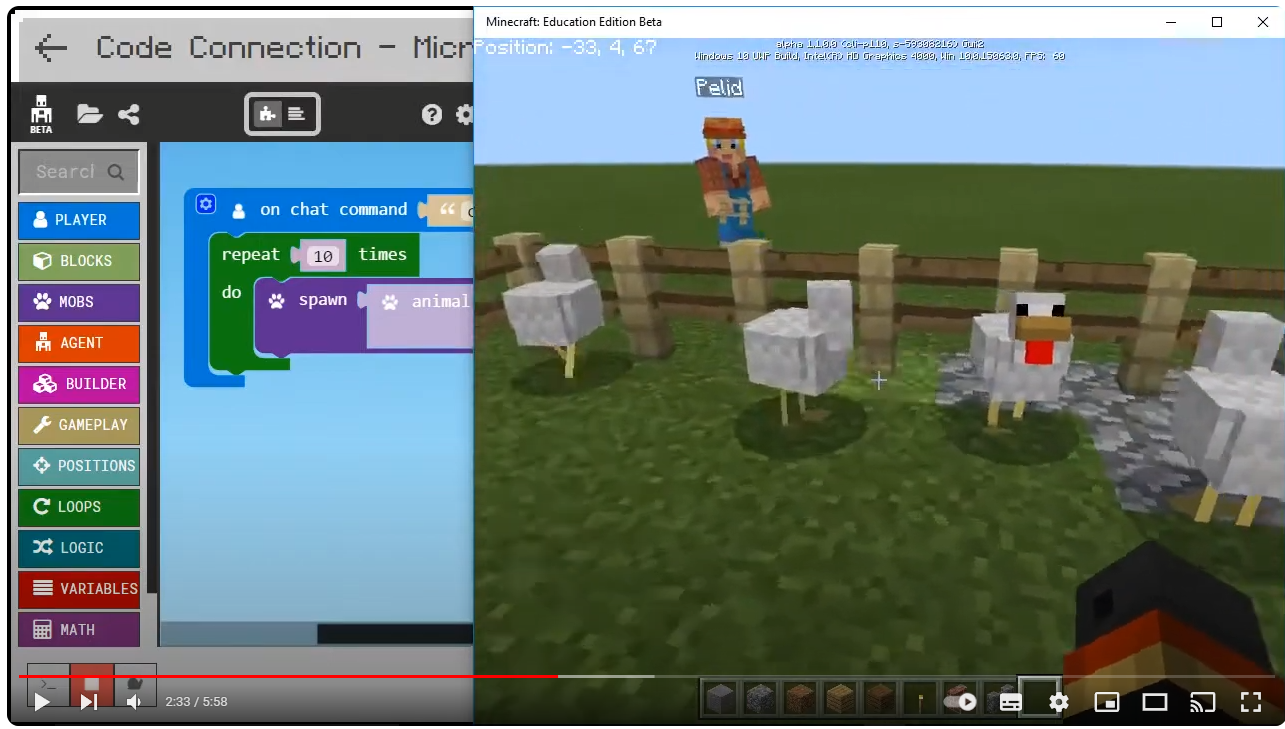 Minecraft: Education Edition Beta
Code Connection - Micr
Position: -33, 4, 67
Pelid
BETA
Search
PLAYER
BLOCKS
MOBS
AGENT
BUILDER
GAMEPLAY
POSITIONS
LOOPS
LOGIC
VARIABLES
MATH
on chat command “ c
repeat 10 times
do spawn animal
2:33 / 5:58